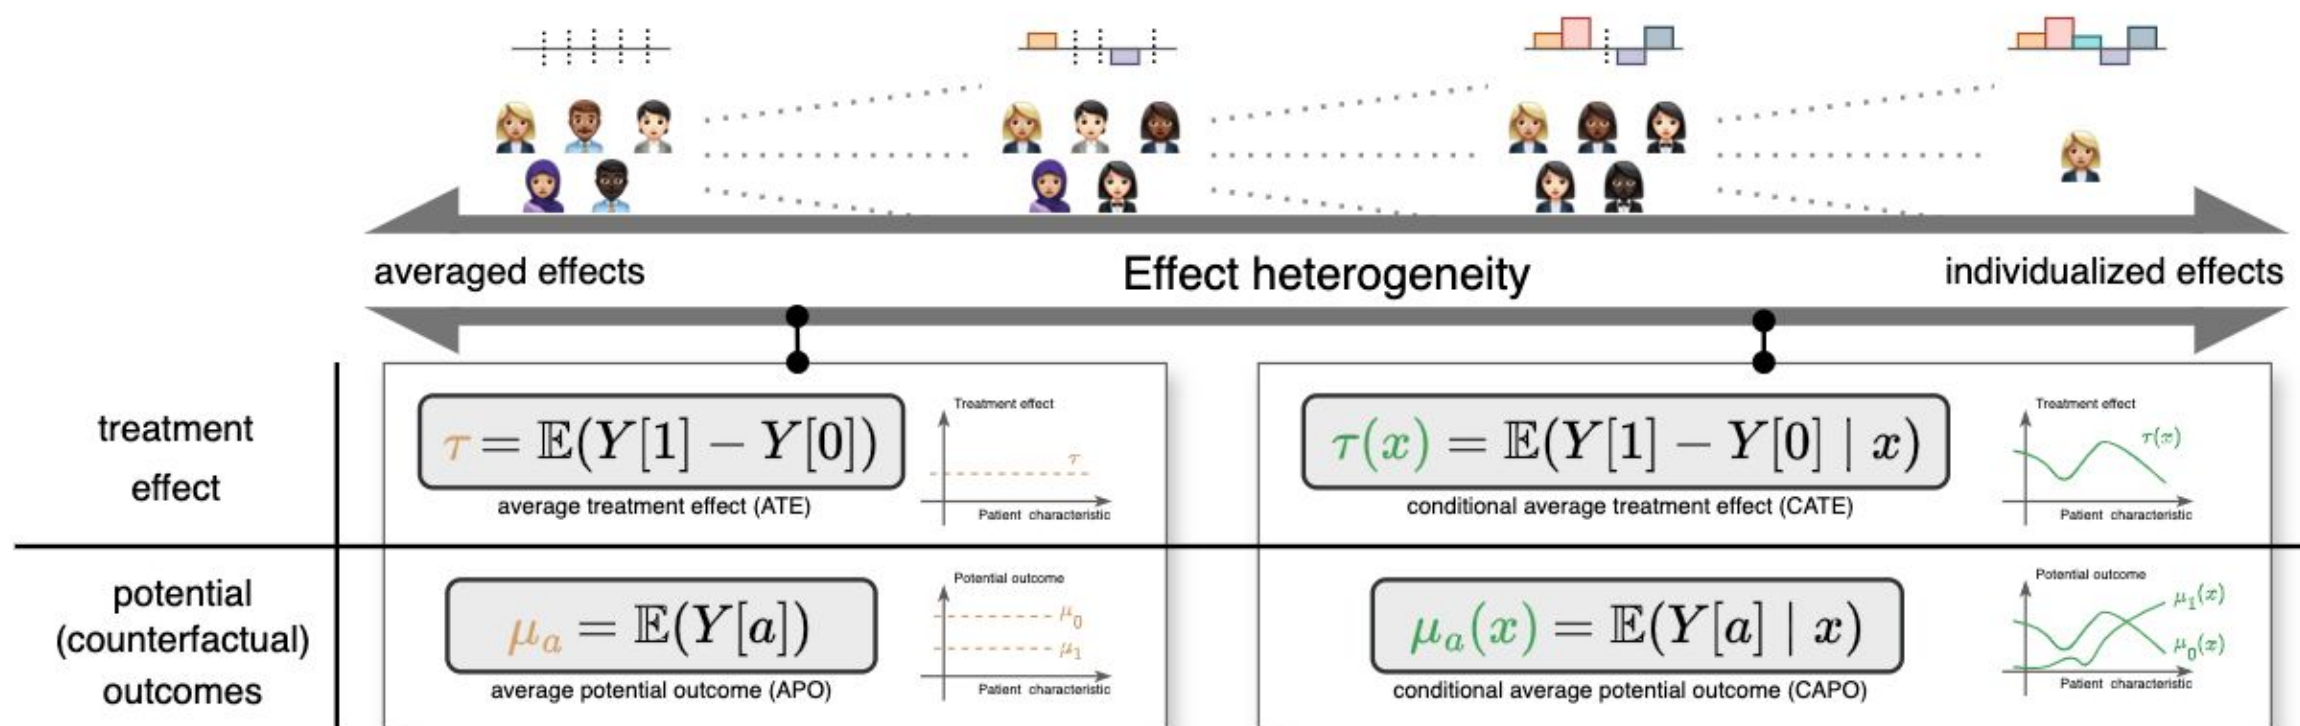 averaged effects
Effect heterogeneity
individualized effects
treatment
effect
τ = 𝔼(Y[1] − Y[0])
average treatment effect (ATE)
Treatment effect
τ
Patient characteristic
τ(x) = 𝔼(Y[1] − Y[0] | x)
conditional average treatment effect (CATE)
Treatment effect
τ(x)
Patient characteristic
potential
(counterfactual)
outcomes
μₐ = 𝔼(Y[a])
average potential outcome (APO)
Potential outcome
μ₀
μ₁
Patient characteristic
μₐ(x) = 𝔼(Y[a] | x)
conditional average potential outcome (CAPO)
Potential outcome
μ₁(x)
μ₀(x)
Patient characteristic